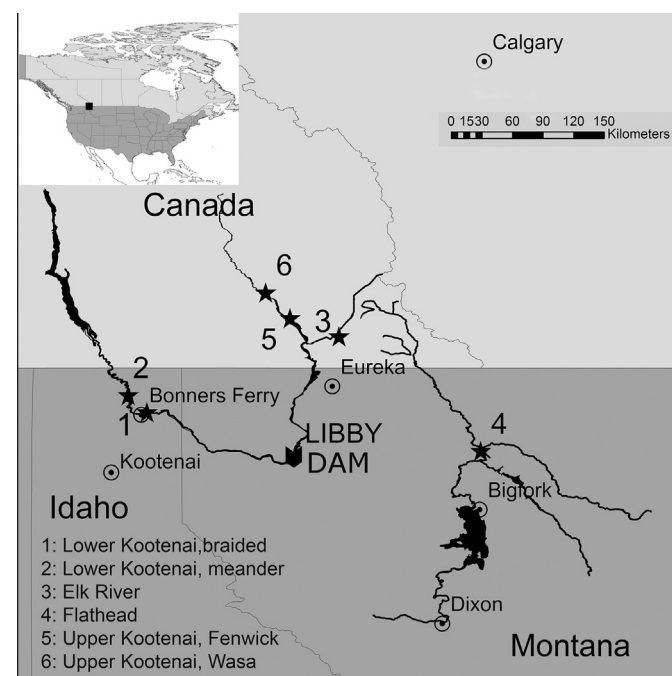 Calgary
0 1530 60 90 120 150
Kilometers
Canada
6
5
3
2
Eureka
Bonners Ferry
1
4
LIBBY
DAM
Kootenai
Bigfork
Idaho
1: Lower Kootenai,braided
2: Lower Kootenai, meander
3: Elk River
4: Flathead
5: Upper Kootenai, Fenwick
6: Upper Kootenai, Wasa
Dixon
Montana